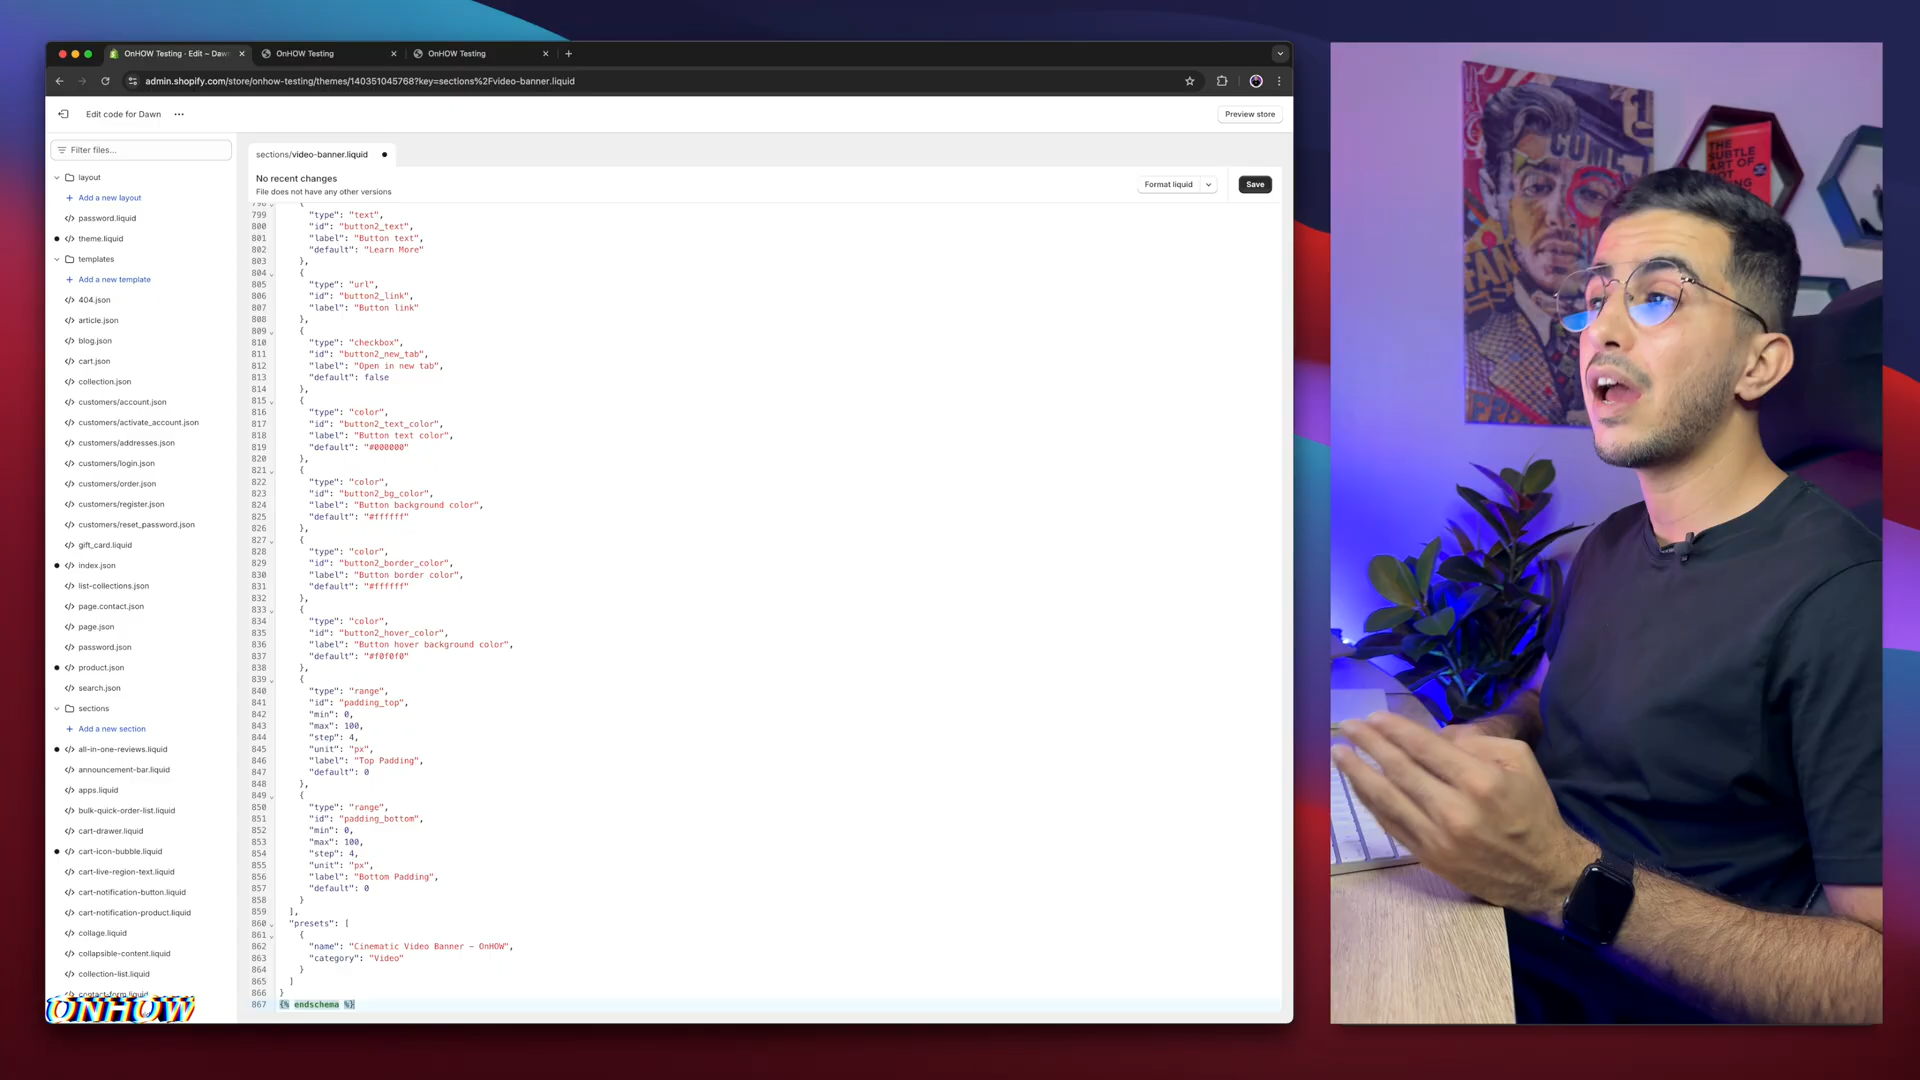 OnHOW Testing · Edit ~ Daw
OnHOW Testing
OnHOW Testing
admin.shopify.com/store/onhow-testing/themes/140351045768?key=sections%2Fvideo-banner.liquid
Edit code for Dawn
Preview store
Filter files...
layout
Add a new layout
password.liquid
theme.liquid
templates
Add a new template
404.json
article.json
blog.json
cart.json
collection.json
customers/account.json
customers/activate_account.json
customers/addresses.json
customers/login.json
customers/order.json
customers/register.json
customers/reset_password.json
gift_card.liquid
index.json
list-collections.json
page.contact.json
page.json
password.json
product.json
search.json
sections
Add a new section
all-in-one-reviews.liquid
announcement-bar.liquid
apps.liquid
bulk-quick-order-list.liquid
cart-drawer.liquid
cart-icon-bubble.liquid
cart-live-region-text.liquid
cart-notification-button.liquid
cart-notification-product.liquid
collage.liquid
collapsible-content.liquid
collection-list.liquid
contact-form.liquid
ONHOW
sections/video-banner.liquid
No recent changes
File does not have any other versions
Format liquid
Save
798 {
799 "type": "text",
800 "id": "button2_text",
801 "label": "Button text",
802 "default": "Learn More"
803 },
804 {
805 "type": "url",
806 "id": "button2_link",
807 "label": "Button link"
808 },
809 {
810 "type": "checkbox",
811 "id": "button2_new_tab",
812 "label": "Open in new tab",
813 "default": false
814 },
815 {
816 "type": "color",
817 "id": "button2_text_color",
818 "label": "Button text color",
819 "default": "#000000"
820 },
821 {
822 "type": "color",
823 "id": "button2_bg_color",
824 "label": "Button background color",
825 "default": "#ffffff"
826 },
827 {
828 "type": "color",
829 "id": "button2_border_color",
830 "label": "Button border color",
831 "default": "#ffffff"
832 },
833 {
834 "type": "color",
835 "id": "button2_hover_color",
836 "label": "Button hover background color",
837 "default": "#f0f0f0"
838 },
839 {
840 "type": "range",
841 "id": "padding_top",
842 "min": 0,
843 "max": 100,
844 "step": 4,
845 "unit": "px",
846 "label": "Top Padding",
847 "default": 0
848 },
849 {
850 "type": "range",
851 "id": "padding_bottom",
852 "min": 0,
853 "max": 100,
854 "step": 4,
855 "unit": "px",
856 "label": "Bottom Padding",
857 "default": 0
858 }
859 ],
860 "presets": [
861 {
862 "name": "Cinematic Video Banner – OnHOW",
863 "category": "Video"
864 }
865 ]
866 }
867 {% endschema %}
COME
FAN
THE
SUBTLE
ART OF